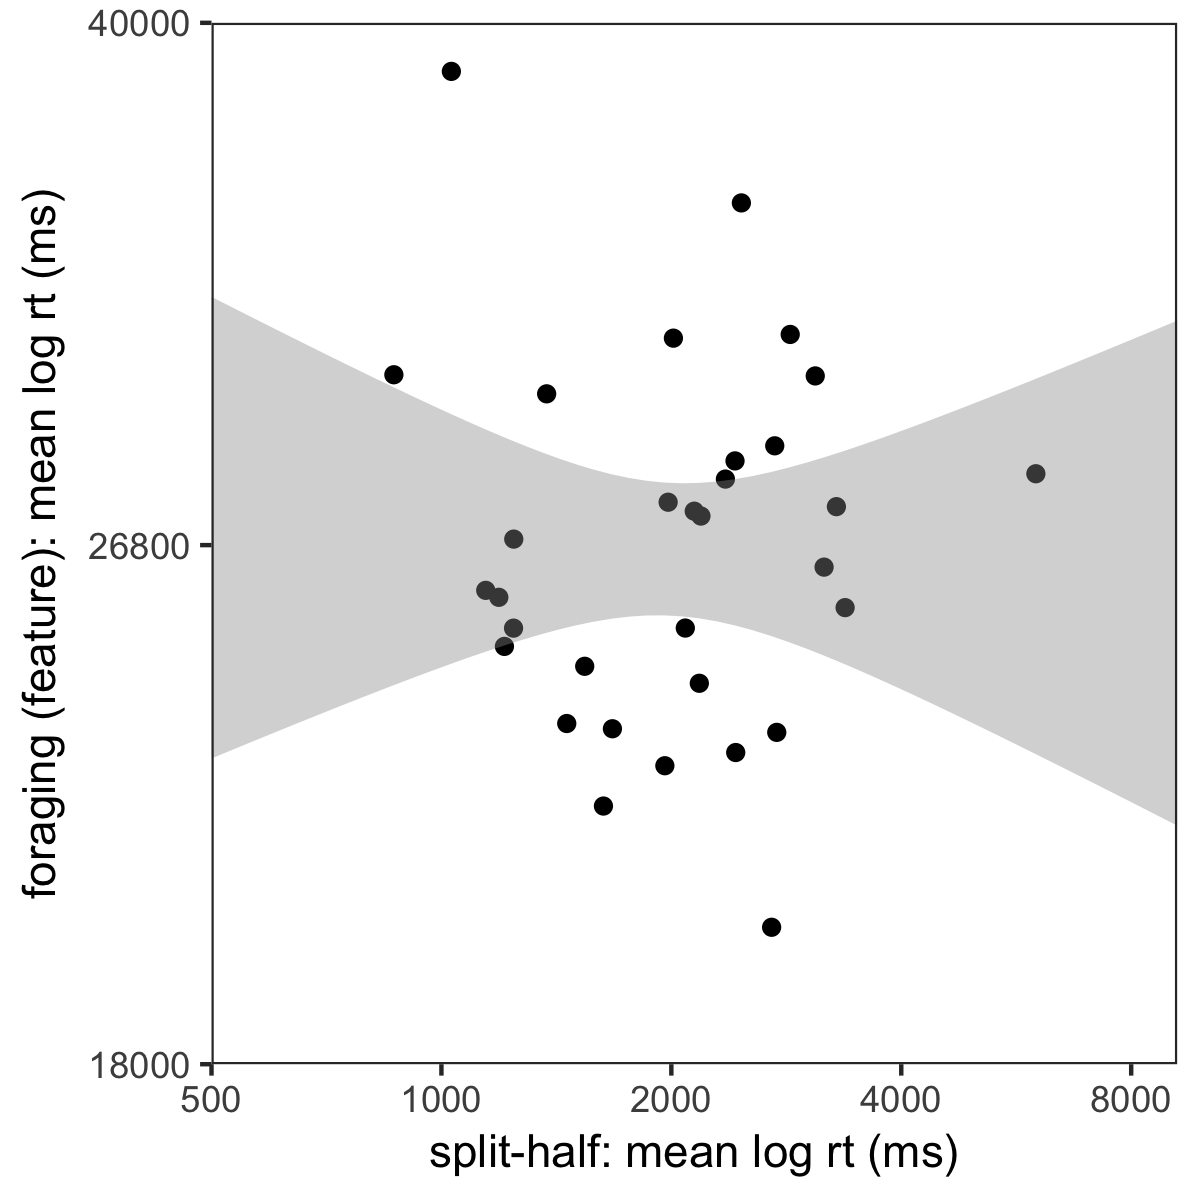 40000
26800
18000
foraging (feature): mean log rt (ms)
500 1000 2000 4000 8000
split-half: mean log rt (ms)